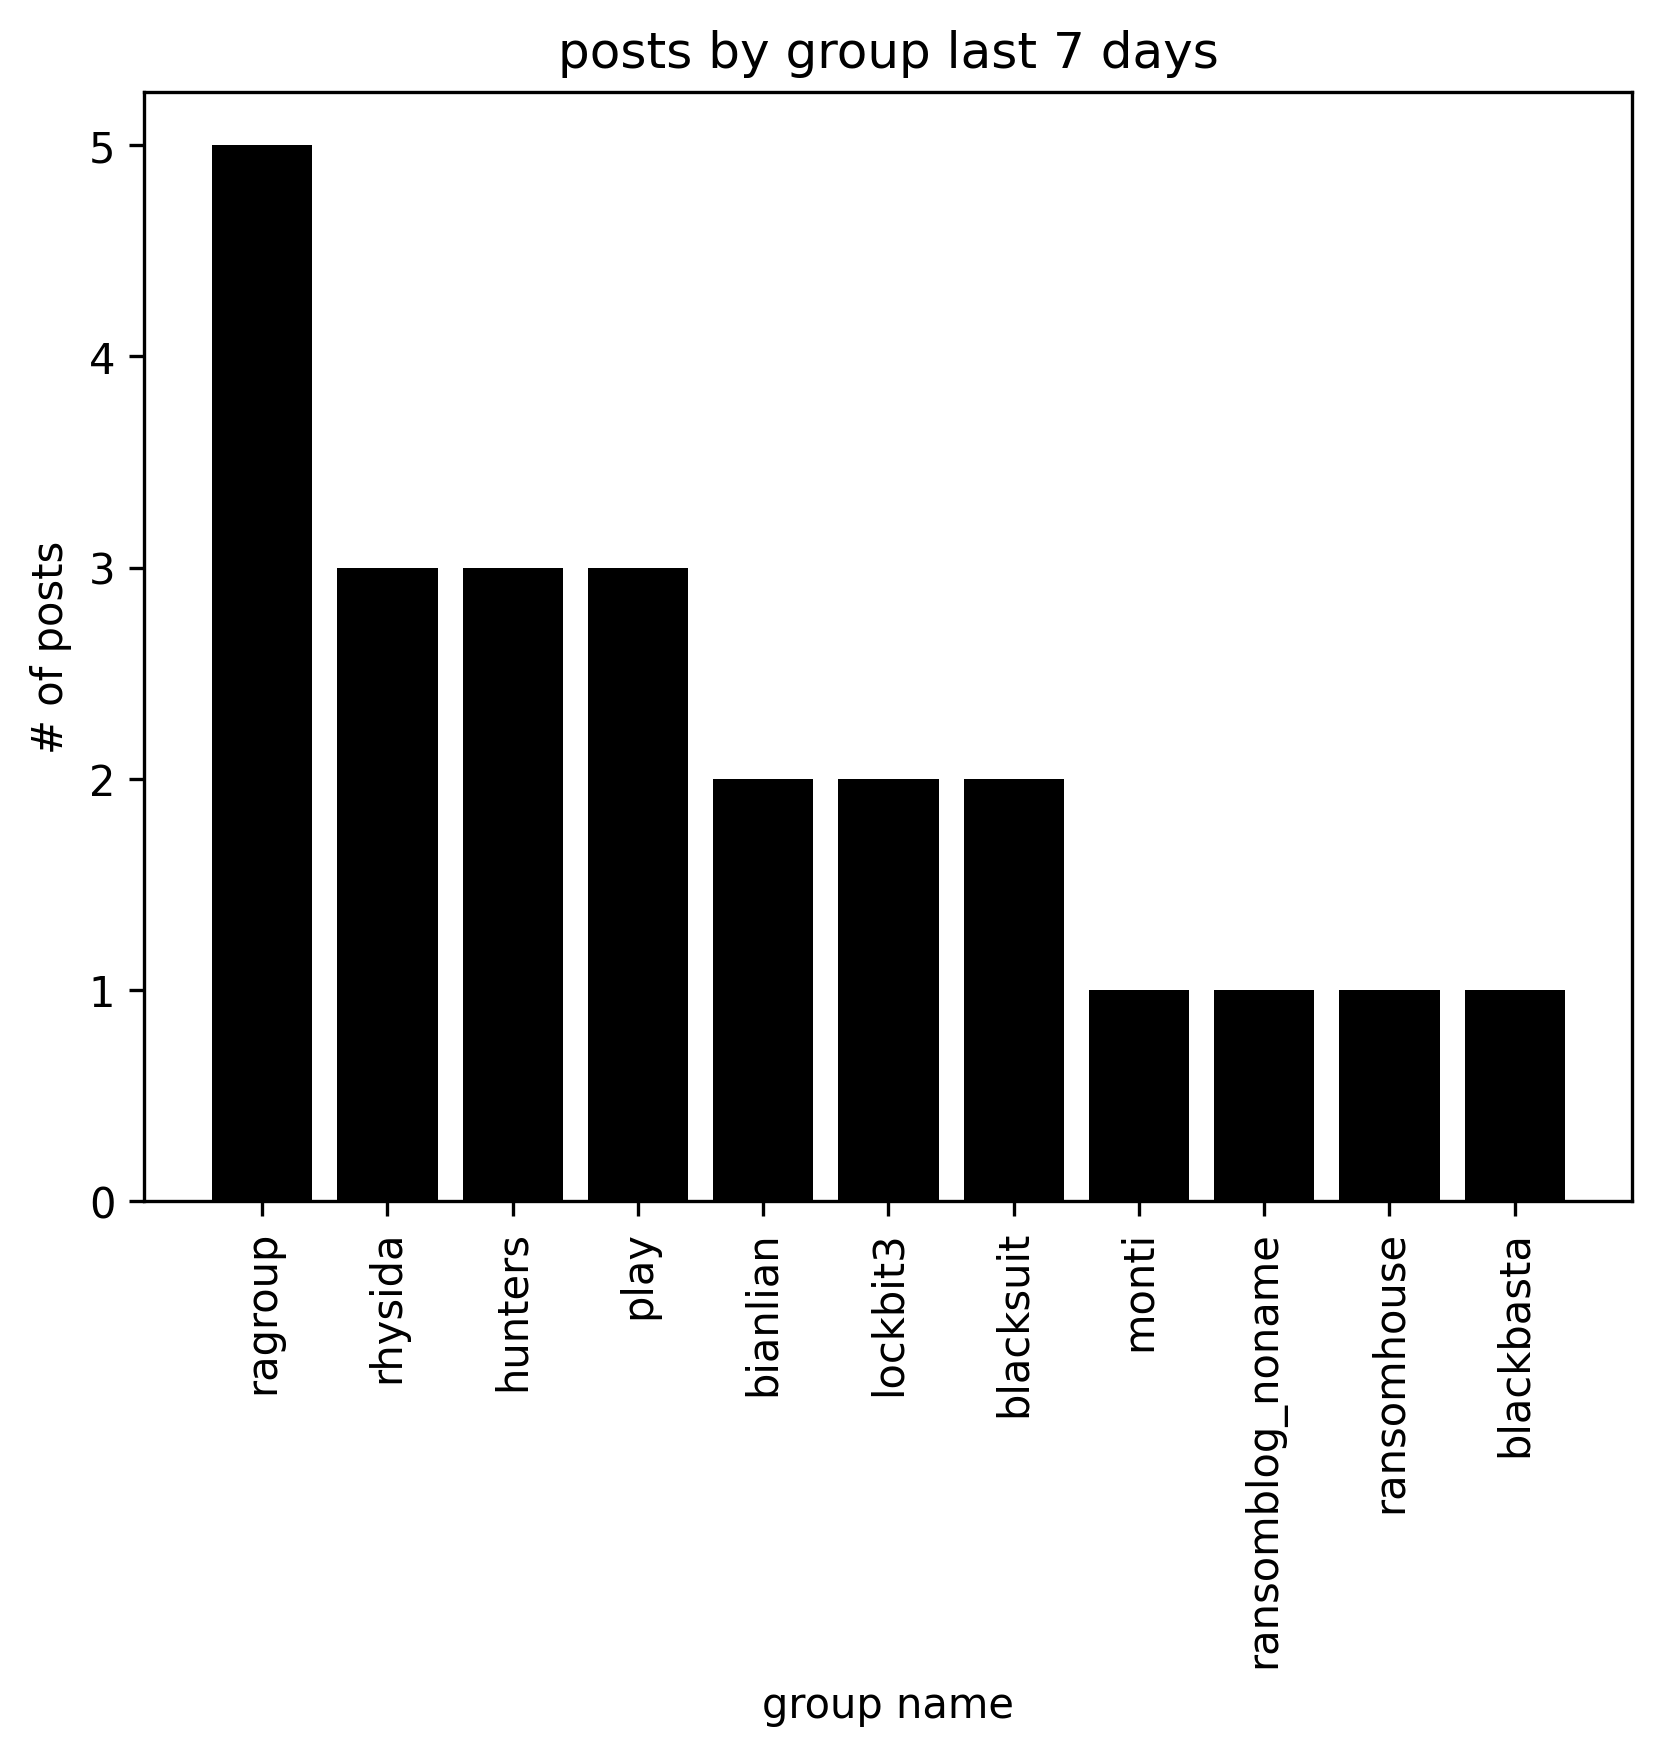 posts by group last 7 days
# of posts
5
4
3
2
1
0
ragroup
rhysida
hunters
play
bianlian
lockbit3
blacksuit
monti
ransomblog_noname
ransomhouse
blackbasta
group name